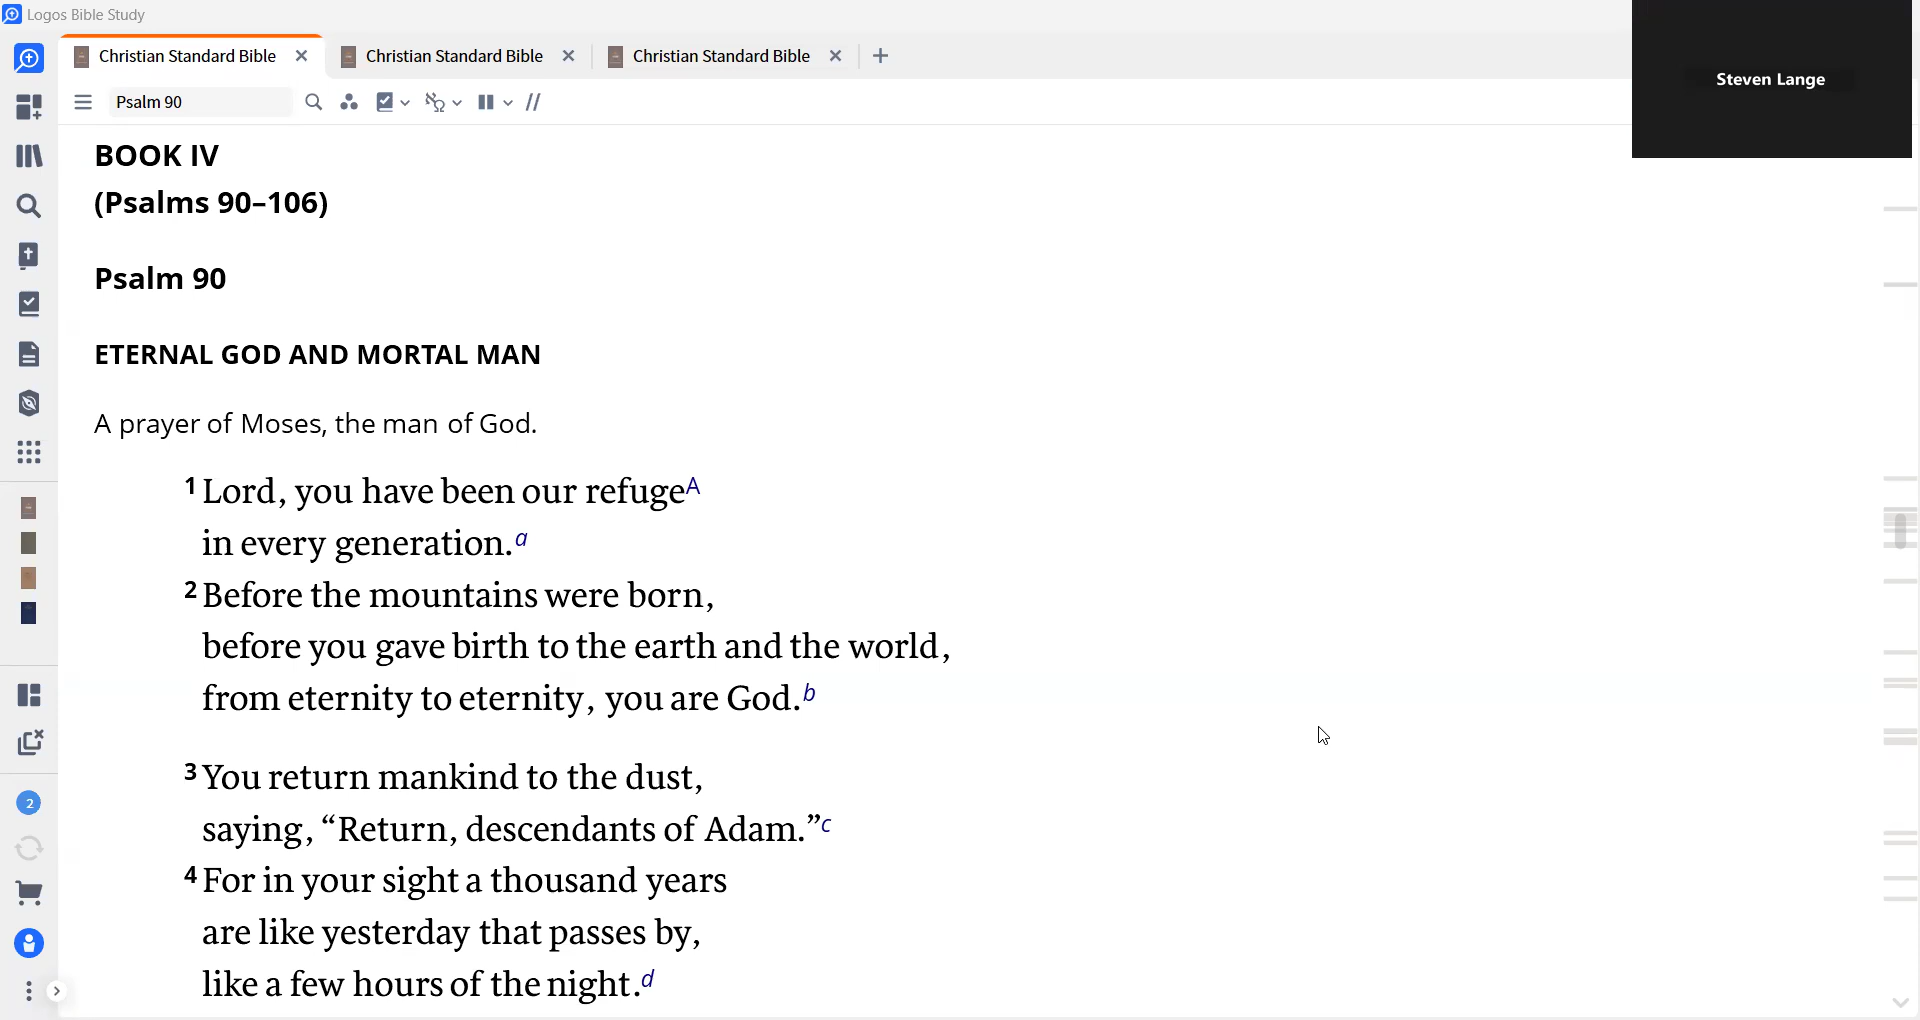 Logos Bible Study
Christian Standard Bible
Christian Standard Bible
Christian Standard Bible
Steven Lange
Psalm 90
BOOK IV
(Psalms 90–106)
Psalm 90
ETERNAL GOD AND MORTAL MAN
A prayer of Moses, the man of God.
1 Lord, you have been our refugeA
in every generation.a
2 Before the mountains were born,
before you gave birth to the earth and the world,
from eternity to eternity, you are God.b
3 You return mankind to the dust,
saying, “Return, descendants of Adam.”c
4 For in your sight a thousand years
are like yesterday that passes by,
like a few hours of the night.d
2